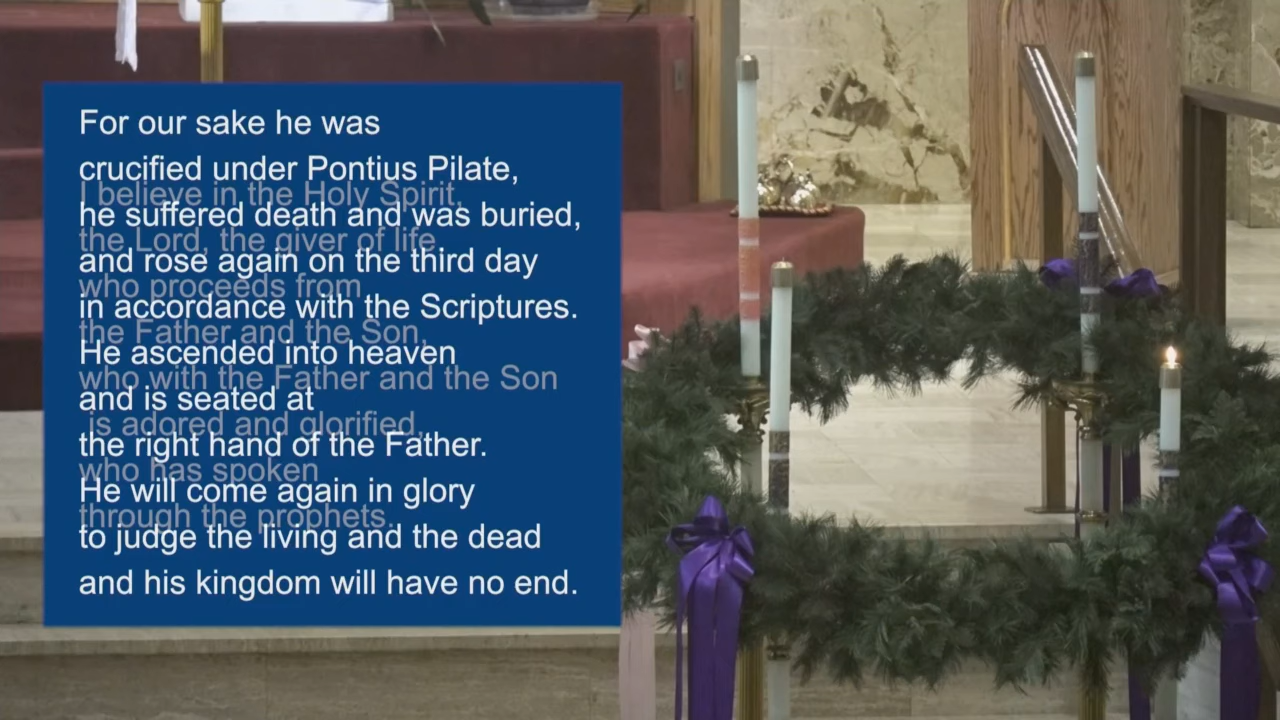 For our sake he was
crucified under Pontius Pilate,
he suffered death and was buried,
and rose again on the third day
in accordance with the Scriptures.
He ascended into heaven
and is seated at
the right hand of the Father.
He will come again in glory
to judge the living and the dead
and his kingdom will have no end.
I believe in the Holy Spirit,
the Lord, the giver of life,
who proceeds from
the Father and the Son,
who with the Father and the Son
is adored and glorified,
who has spoken
through the prophets.